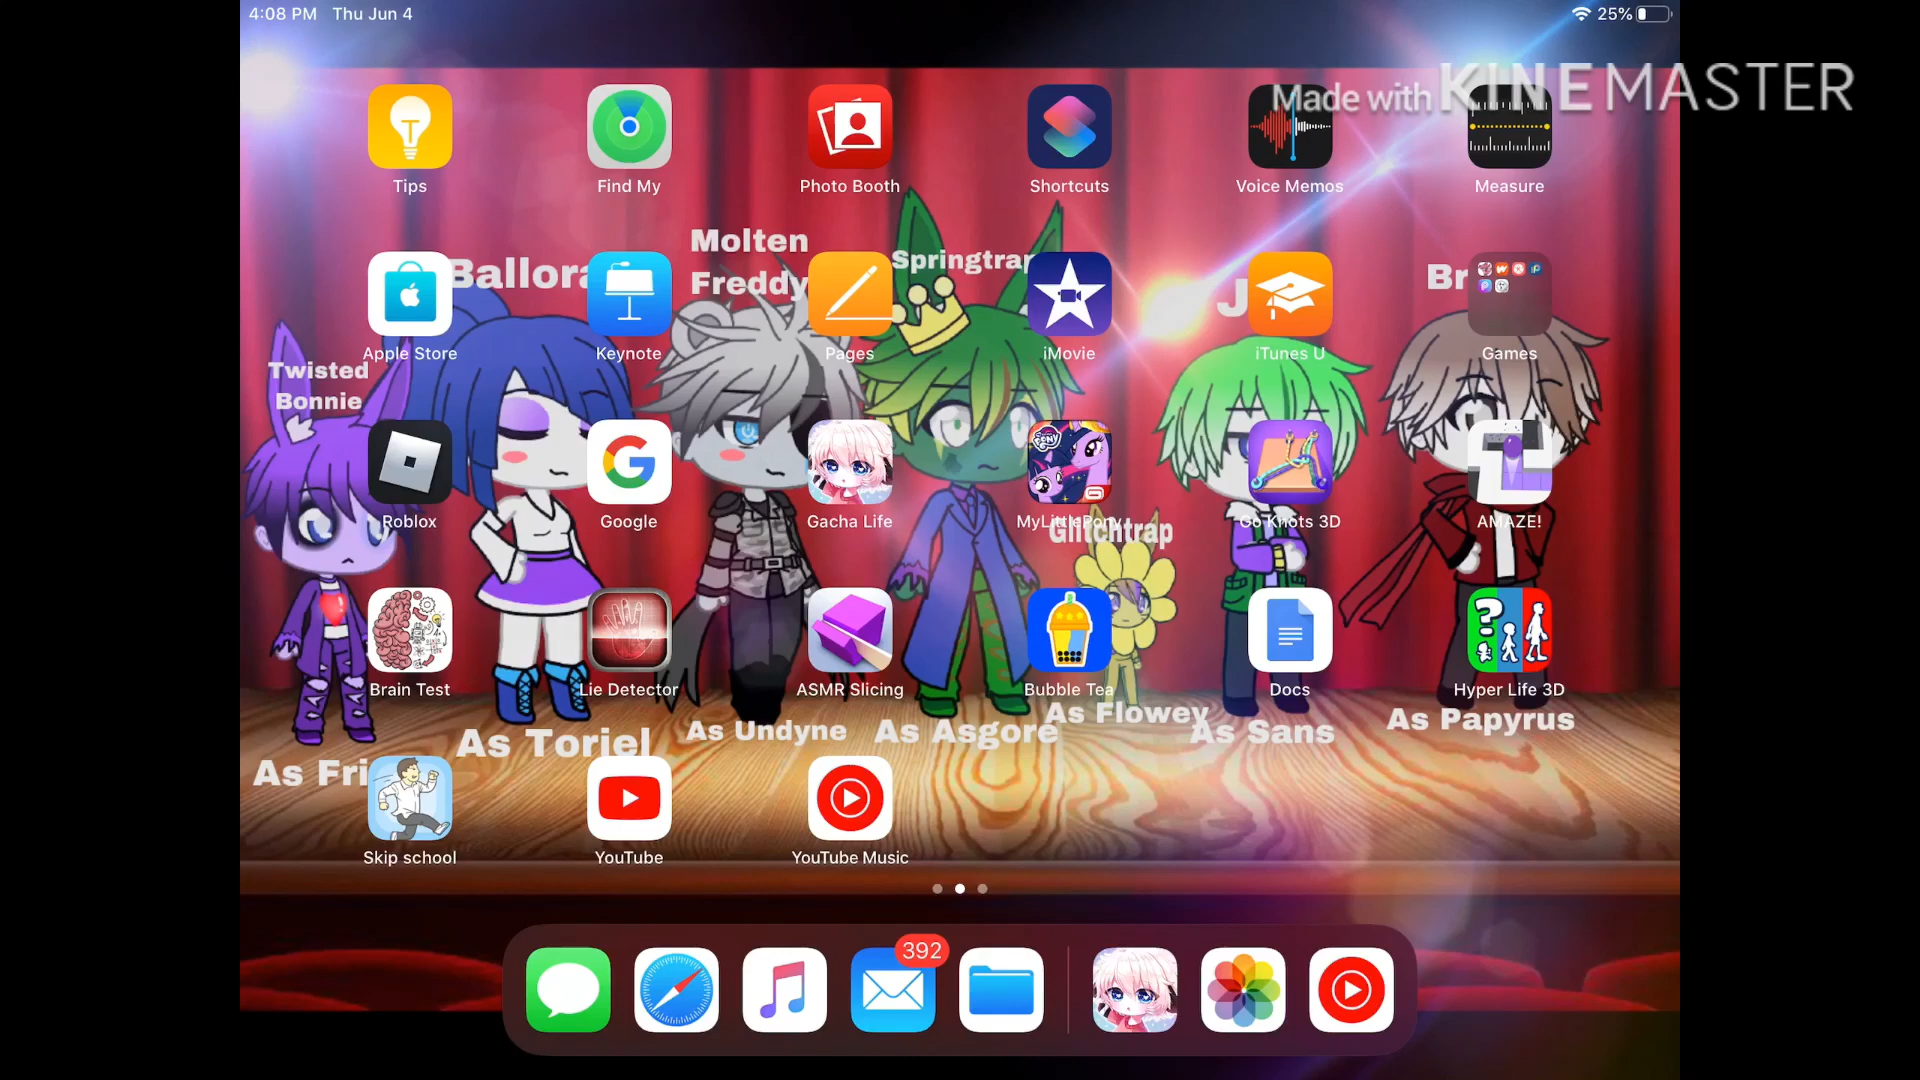 4:08 PM Thu Jun 4
25%
Made with KINEMASTER
Tips
Find My
Photo Booth
Shortcuts
Voice Memos
Measure
Molten
Freddy
Ballora
Springtrap
J
Br
Apple Store
Keynote
Pages
iMovie
iTunes U
Games
Twisted
Bonnie
Roblox
Google
Gacha Life
MyLittlePony
Go Knots 3D
AMAZE!
Glitchtrap
Brain Test
Lie Detector
ASMR Slicing
Bubble Tea
Docs
Hyper Life 3D
As Fri
As Toriel
As Undyne
As Asgore
As Flowey
As Sans
As Papyrus
Skip school
YouTube
YouTube Music
392